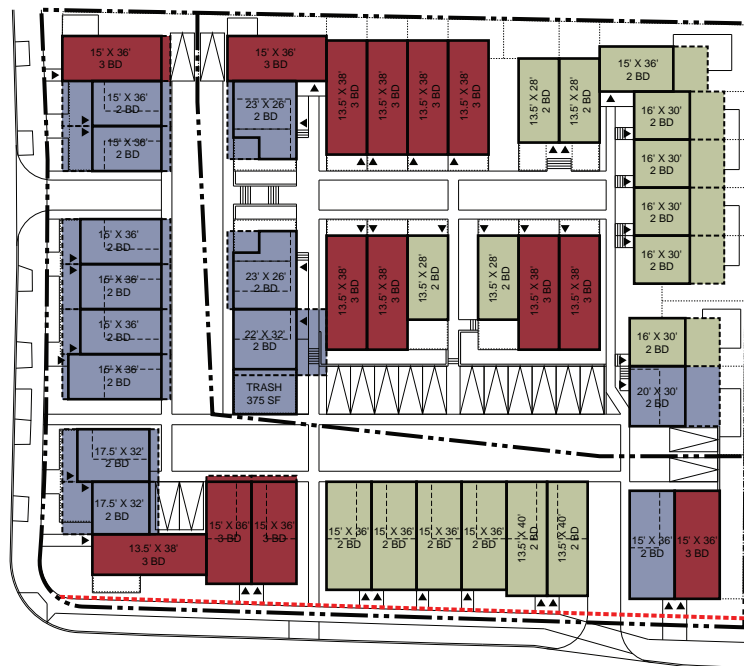 15' X 36'
3 BD
15' X 36'
3 BD
13.5' X 38'
3 BD
13.5' X 38'
3 BD
13.5' X 38'
3 BD
13.5' X 38'
3 BD
13.5' X 28'
2 BD
13.5' X 28'
2 BD
15' X 36'
2 BD
15' X 36'
2 BD
15' X 36'
2 BD
23' X 26'
2 BD
16' X 30'
2 BD
16' X 30'
2 BD
16' X 30'
2 BD
16' X 30'
2 BD
15' X 36'
2 BD
15' X 36'
2 BD
15' X 36'
2 BD
15' X 36'
2 BD
23' X 26'
2 BD
22' X 32'
2 BD
TRASH
375 SF
13.5' X 38'
3 BD
13.5' X 38'
3 BD
13.5' X 28'
2 BD
13.5' X 28'
2 BD
13.5' X 38'
3 BD
13.5' X 38'
3 BD
16' X 30'
2 BD
20' X 30'
2 BD
17.5' X 32'
2 BD
17.5' X 32'
2 BD
13.5' X 38'
3 BD
15' X 36'
3 BD
15' X 36'
3 BD
15' X 36'
2 BD
15' X 36'
2 BD
15' X 36'
2 BD
15' X 36'
2 BD
13.5' X 40'
2 BD
13.5' X 40'
2 BD
15' X 36'
2 BD
15' X 36'
3 BD